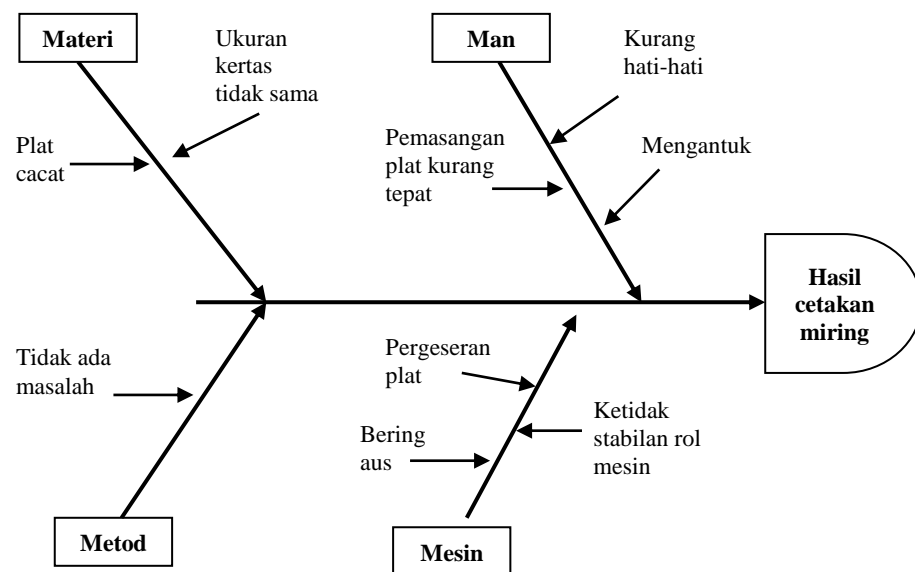 Materi
Ukuran
kertas
tidak sama
Man
Kurang
hati-hati
Plat
cacat
Pemasangan
plat kurang
tepat
Mengantuk
Hasil
cetakan
miring
Tidak ada
masalah
Pergeseran
plat
Bering
aus
Ketidak
stabilan rol
mesin
Metod
Mesin